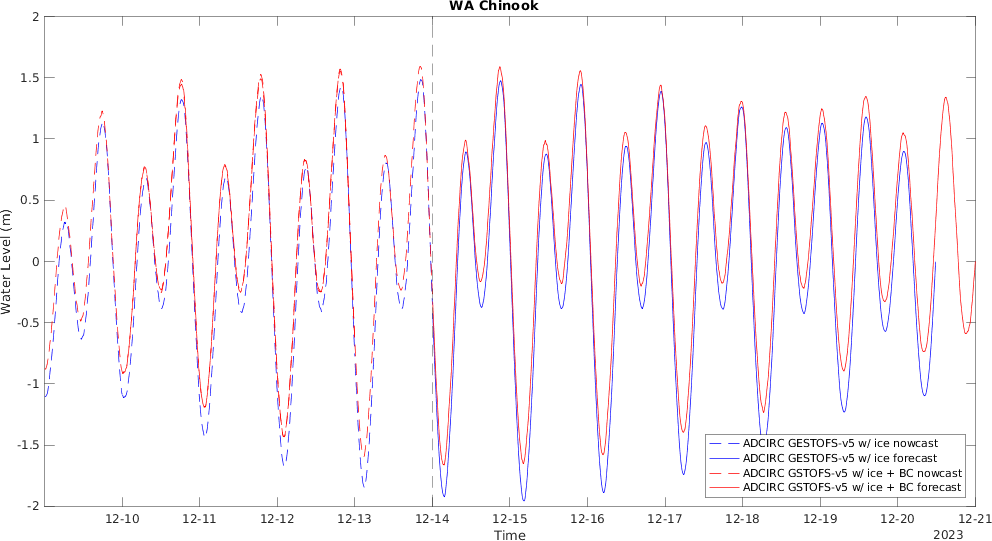 WA Chinook
2
1.5
1
0.5
0
-0.5
-1
-1.5
-2
Water Level (m)
12-10 12-11 12-12 12-13 12-14 12-15 12-16 12-17 12-18 12-19 12-20 12-21
Time
2023
ADCIRC GESTOFS-v5 w/ ice nowcast
ADCIRC GESTOFS-v5 w/ ice forecast
ADCIRC GSTOFS-v5 w/ ice + BC nowcast
ADCIRC GSTOFS-v5 w/ ice + BC forecast